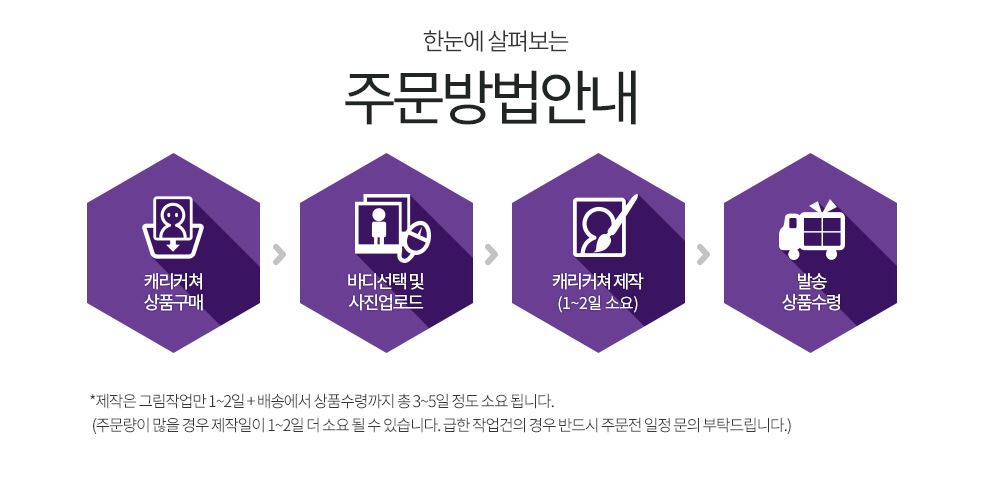 한눈에 살펴보는
주문방법안내
캐리커쳐
상품구매
바디선택 및
사진업로드
캐리커쳐 제작
(1~2일 소요)
발송
상품수령
*제작은 그림작업만 1~2일 + 배송에서 상품수령까지 총 3~5일 정도 소요 됩니다.
(주문량이 많을 경우 제작일이 1~2일 더 소요 될 수 있습니다. 급한 작업건의 경우 반드시 주문전 일정 문의 부탁드립니다.)